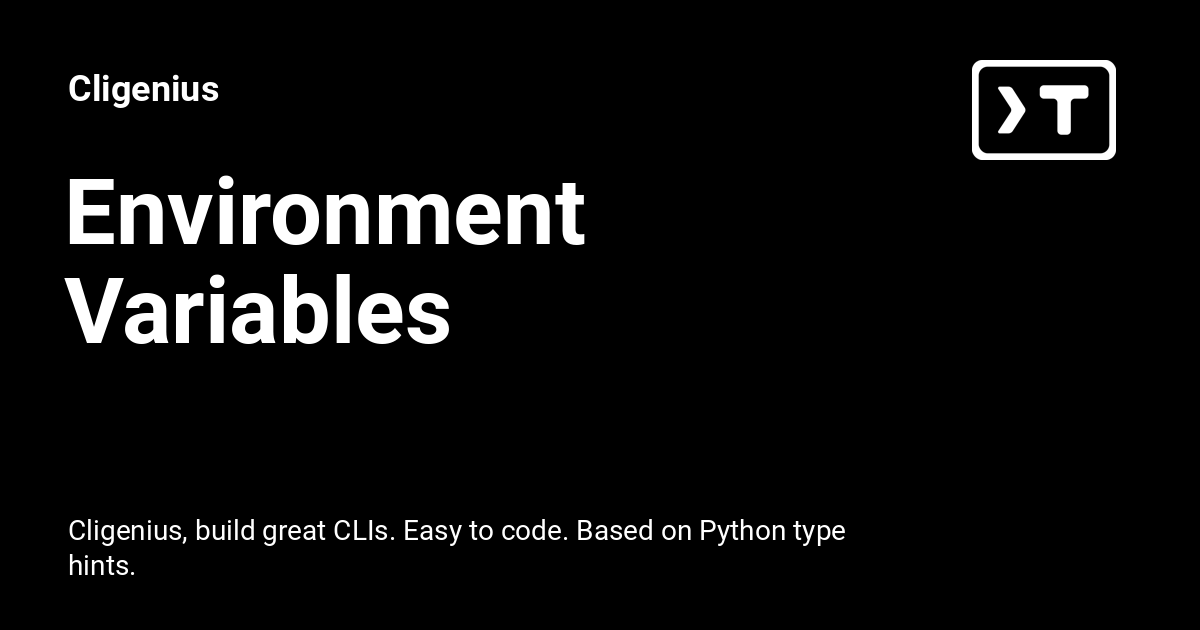 Cligenius
T
Environment
Variables
Cligenius, build great CLIs. Easy to code. Based on Python type
hints.